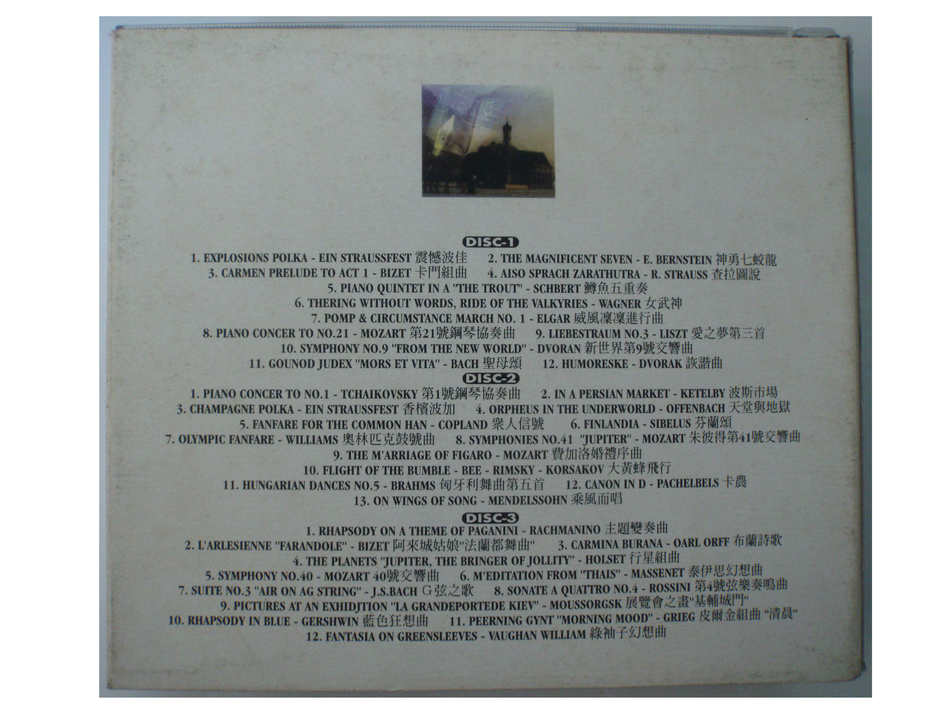 DISC-1
1. EXPLOSIONS POLKA - EIN STRAUSSFEST 震憾波佳 2. THE MAGNIFICENT SEVEN - E. BERNSTEIN 神勇七蛟龍
3. CARMEN PRELUDE TO ACT 1 - BIZET 卡門組曲 4. AISO SPRACH ZARATHUTRA - R. STRAUSS 查拉圖說
5. PIANO QUINTET IN A "THE TROUT" - SCHBERT 鱒魚五重奏
6. THERING WITHOUT WORDS, RIDE OF THE VALKYRIES - WAGNER 女武神
7. POMP & CIRCUMSTANCE MARCH NO. 1 - ELGAR 威風凜凜進行曲
8. PIANO CONCER TO NO.21 - MOZART 第21號鋼琴協奏曲 9. LIEBESTRAUM NO.3 - LISZT 愛之夢第三首
10. SYMPHONY NO.9 "FROM THE NEW WORLD" - DVORAN 新世界第9號交響曲
11. GOUNOD JUDEX "MORS ET VITA" - BACH 聖母頌 12. HUMORESKE - DVORAK 詼諧曲
DISC-2
1. PIANO CONCER TO NO.1 - TCHAIKOVSKY 第1號鋼琴協奏曲 2. IN A PERSIAN MARKET - KETELBY 波斯市場
3. CHAMPAGNE POLKA - EIN STRAUSSFEST 香檳波加 4. ORPHEUS IN THE UNDERWORLD - OFFENBACH 天堂與地獄
5. FANFARE FOR THE COMMON HAN - COPLAND 眾人信號 6. FINLANDIA - SIBELUS 芬蘭頌
7. OLYMPIC FANFARE - WILLIAMS 奧林匹克鼓號曲 8. SYMPHONIES NO.41 "JUPITER" - MOZART 朱彼得第41號交響曲
9. THE M'ARRIAGE OF FIGARO - MOZART 費加洛婚禮序曲
10. FLIGHT OF THE BUMBLE - BEE - RIMSKY - KORSAKOV 大黃蜂飛行
11. HUNGARIAN DANCES NO.5 - BRAHMS 匈牙利舞曲第五首 12. CANON IN D - PACHELBELS 卡農
13. ON WINGS OF SONG - MENDELSSOHN 乘風而唱
DISC-3
1. RHAPSODY ON A THEME OF PAGANINI - RACHMANINO 主題變奏曲
2. L'ARLESIENNE "FARANDOLE" - BIZET 阿來城姑娘"法蘭都舞曲" 3. CARMINA BURANA - OARL ORFF 布蘭詩歌
4. THE PLANETS "JUPITER, THE BRINGER OF JOLLITY" - HOLSET 行星組曲
5. SYMPHONY NO.40 - MOZART 40號交響曲 6. M'EDITATION FROM "THAIS" - MASSENET 泰伊思幻想曲
7. SUITE NO.3 "AIR ON AG STRING" - J.S.BACH G弦之歌 8. SONATE A QUATTRO NO.4 - ROSSINI 第4號弦樂奏鳴曲
9. PICTURES AT AN EXHIDJTION "LA GRANDEPORTEDE KIEV" - MOUSSORGSK 展覽會之畫"基輔城門"
10. RHAPSODY IN BLUE - GERSHWIN 藍色狂想曲 11. PEERNING GYNT "MORNING MOOD" - GRIEG 皮爾金組曲 "清晨"
12. FANTASIA ON GREENSLEEVES - VAUGHAN WILLIAM 綠袖子幻想曲